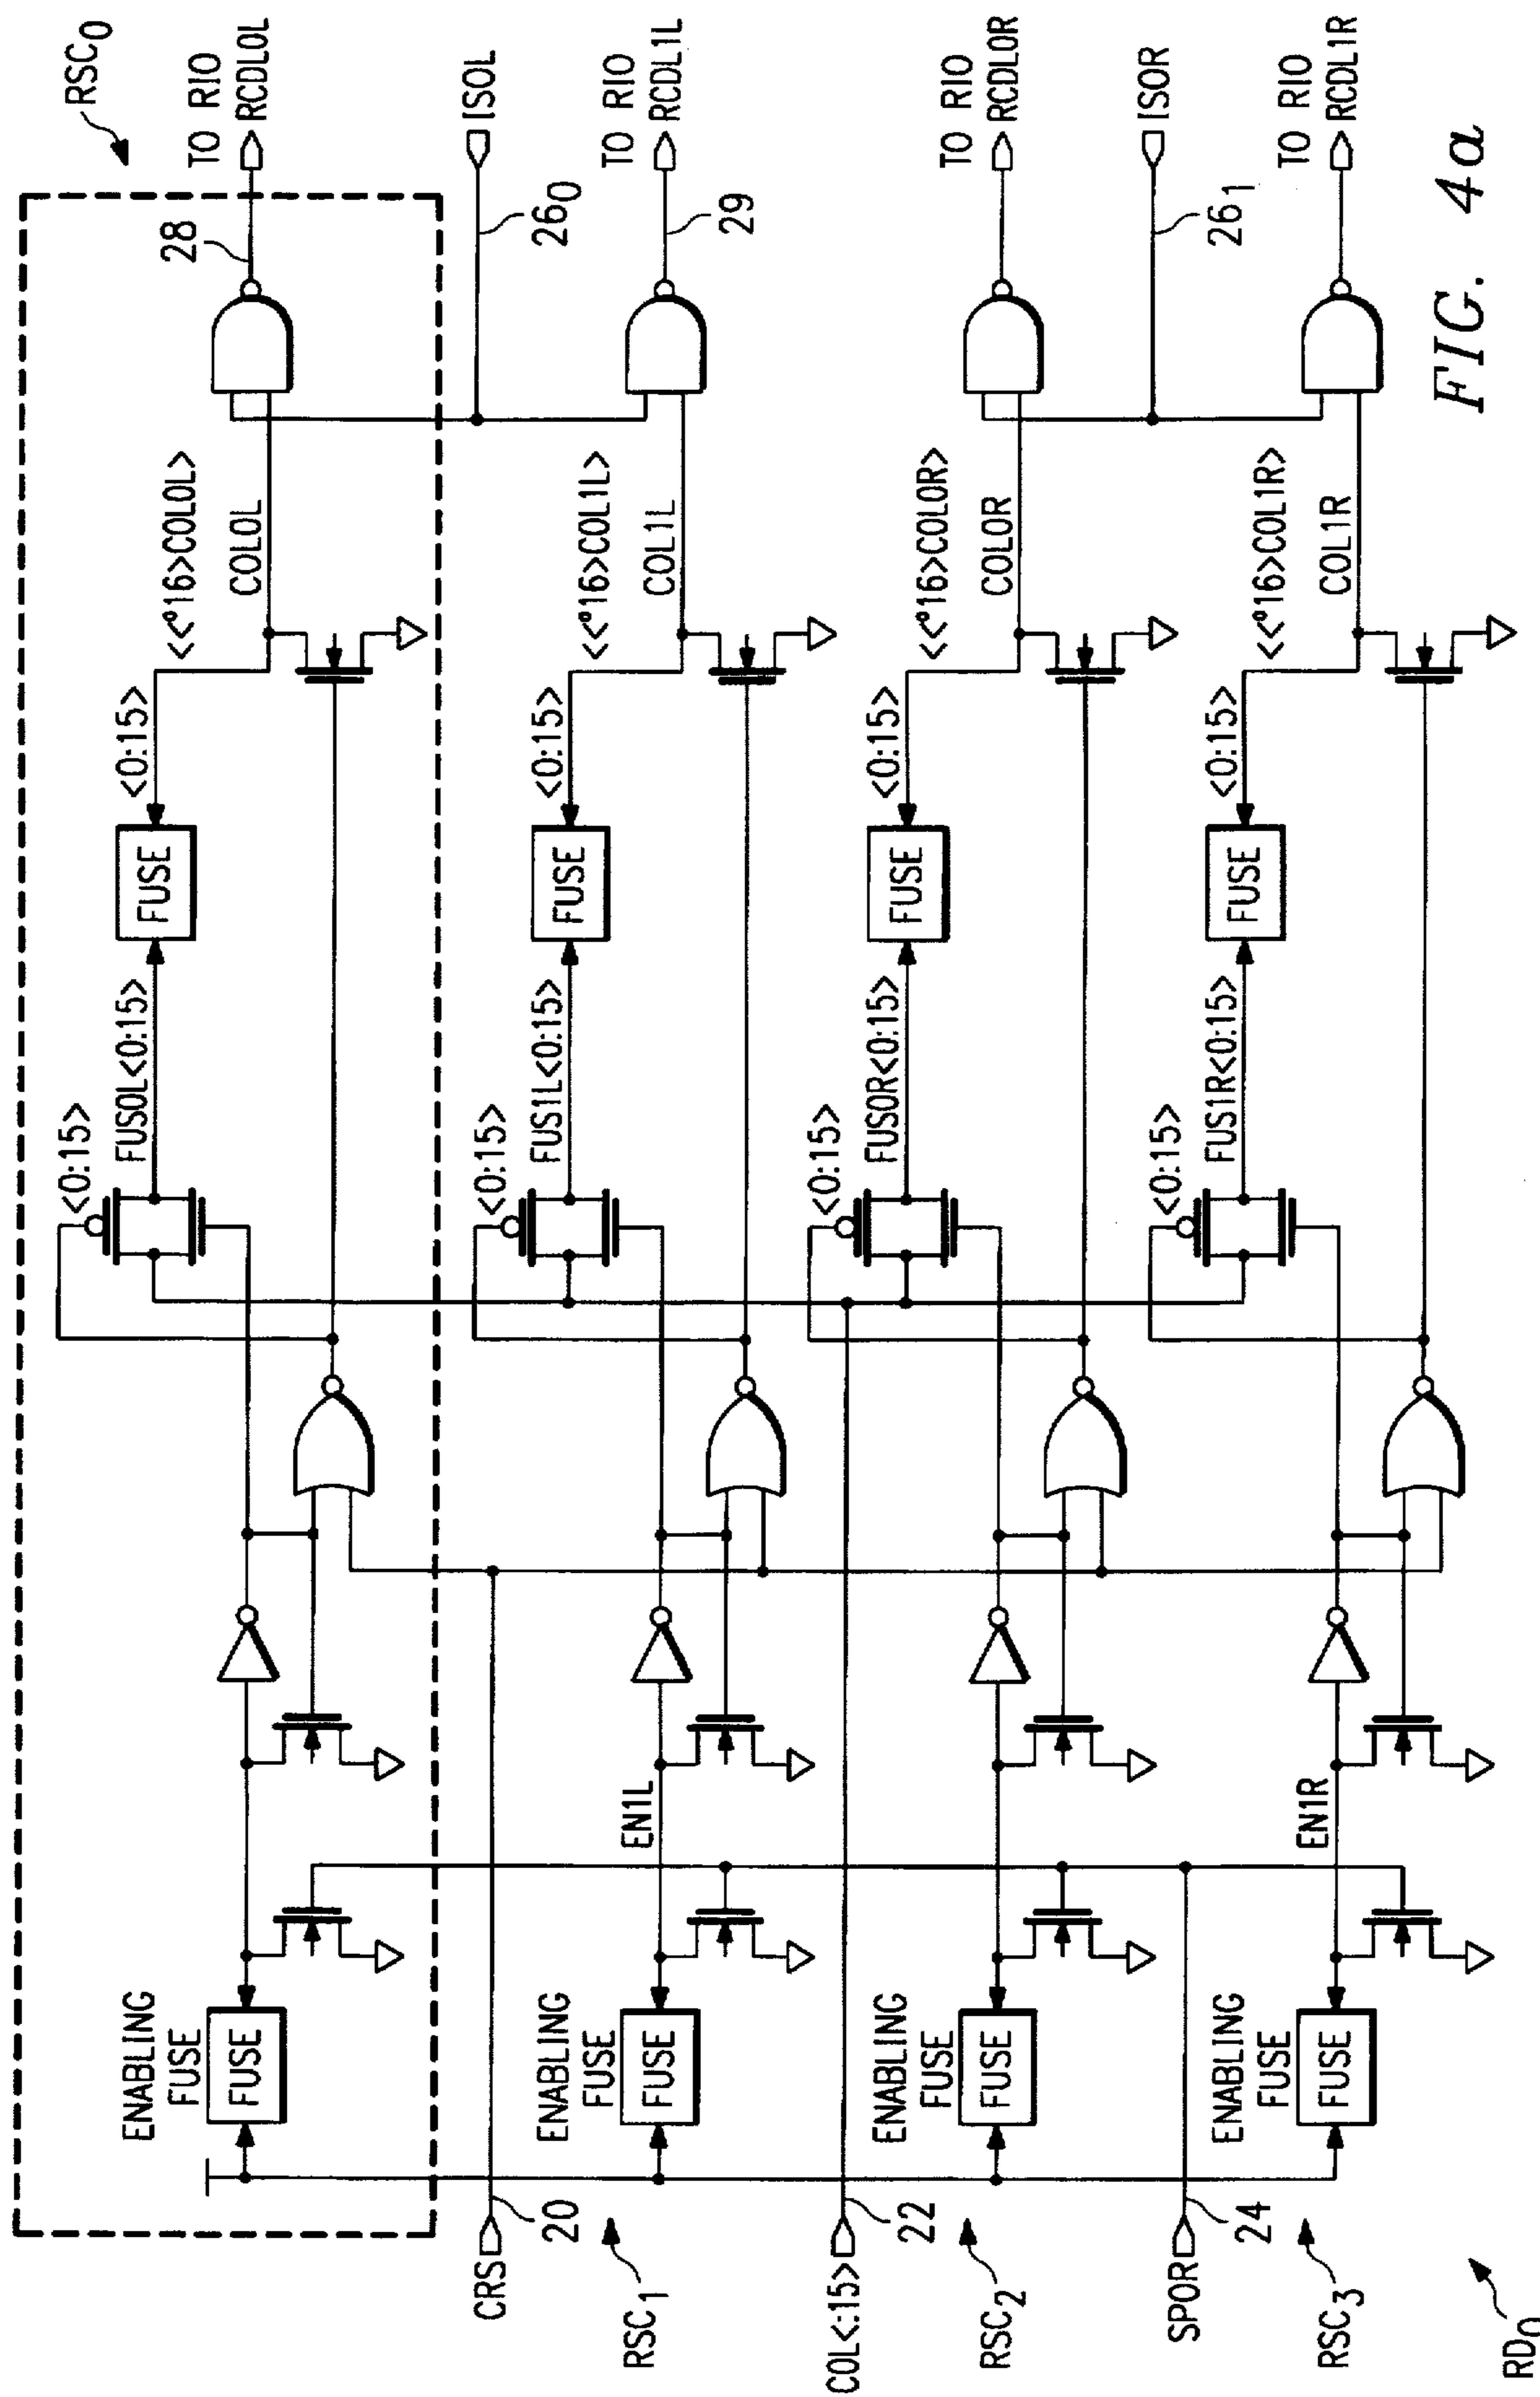 RSC0
ENABLING
FUSE
FUSE
<0:15>
FUS0L<0:15>
FUSE
<0:15>
<<°16>COL0L>
COL0L
28
TO RIO
RCDL0L
CRS
20
260
ISOL
RSC1
ENABLING
FUSE
FUSE
EN1L
<0:15>
FUS1L<0:15>
FUSE
<0:15>
<<°16>COL1L>
COL1L
29
TO RIO
RCDL1L
COL<:15>
22
RSC2
ENABLING
FUSE
FUSE
<0:15>
FUS0R<0:15>
FUSE
<0:15>
<<°16>COL0R>
COL0R
TO RIO
RCDL0R
SPOR
24
261
ISOR
RSC3
ENABLING
FUSE
FUSE
EN1R
<0:15>
FUS1R<0:15>
FUSE
<0:15>
<<°16>COL1R>
COL1R
TO RIO
RCDL1R
RD0
FIG. 4a